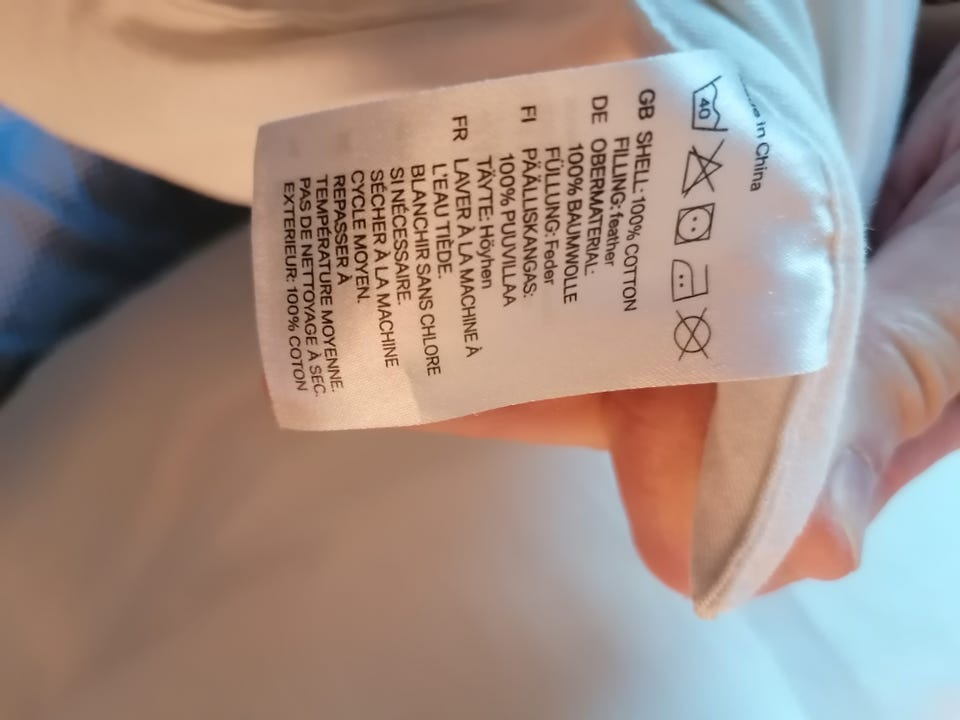 in China
40
GB SHELL: 100% COTTON
FILLING: feather
DE OBERMATERIAL:
100% BAUMWOLLE
FÜLLUNG: Feder
FI PÄÄLLISKANGAS:
100% PUUVILLAA
TÄYTE: Höyhen
FR LAVER À LA MACHINE À
L'EAU TIÈDE.
BLANCHIR SANS CHLORE
SI NÉCESSAIRE.
SÉCHER À LA MACHINE
CYCLE MOYEN.
REPASSER À
TEMPÉRATURE MOYENNE.
PAS DE NETTOYAGE À SEC.
EXTERIEUR: 100% COTON